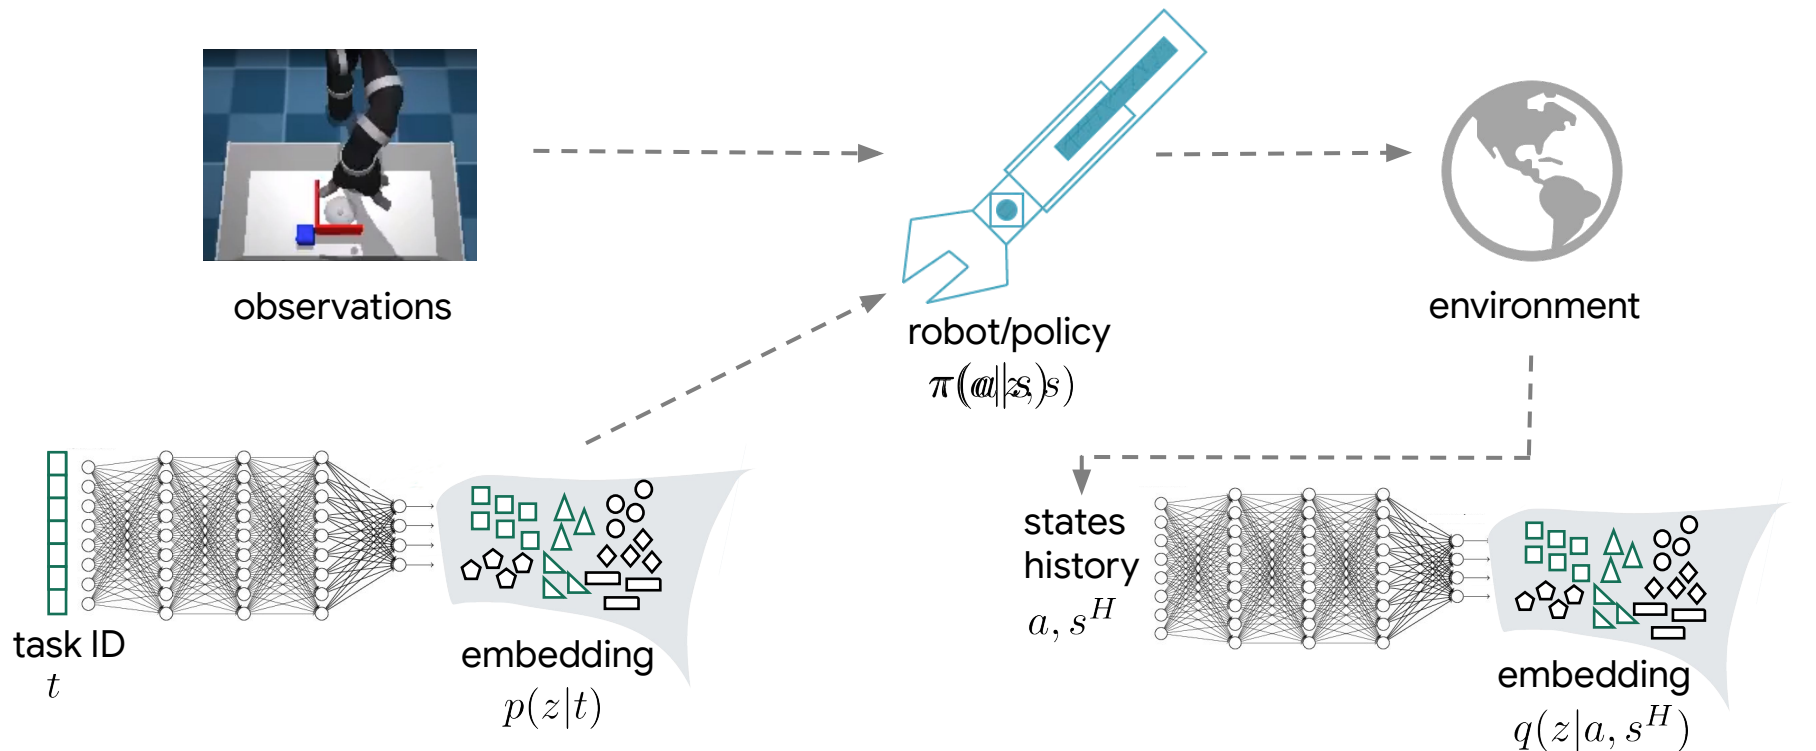 observations
robot/policy
environment
task ID
t
embedding
p(z|t)
states
history
a, s^H
embedding
q(z|a, s^H)